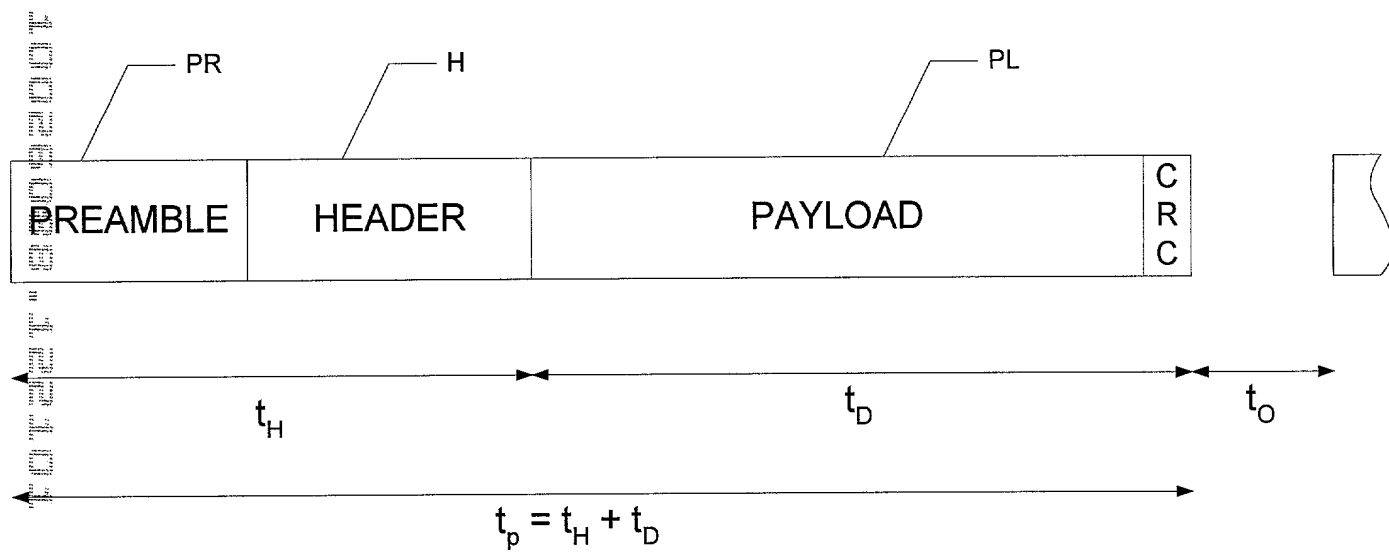 PR
H
PL
PREAMBLE
HEADER
PAYLOAD
C
R
C
t_H
t_D
t_O
t_p = t_H + t_D